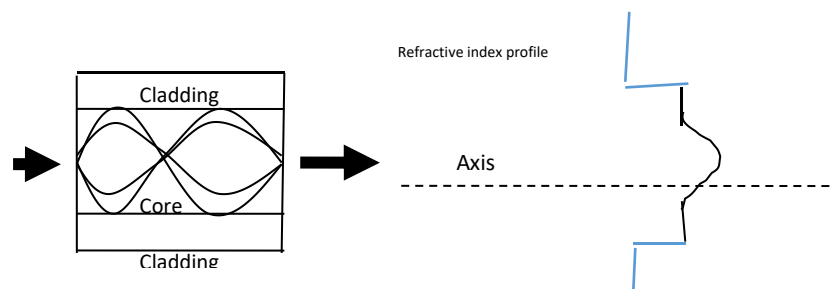 Refractive index profile
Cladding
Axis
Core
Cladding